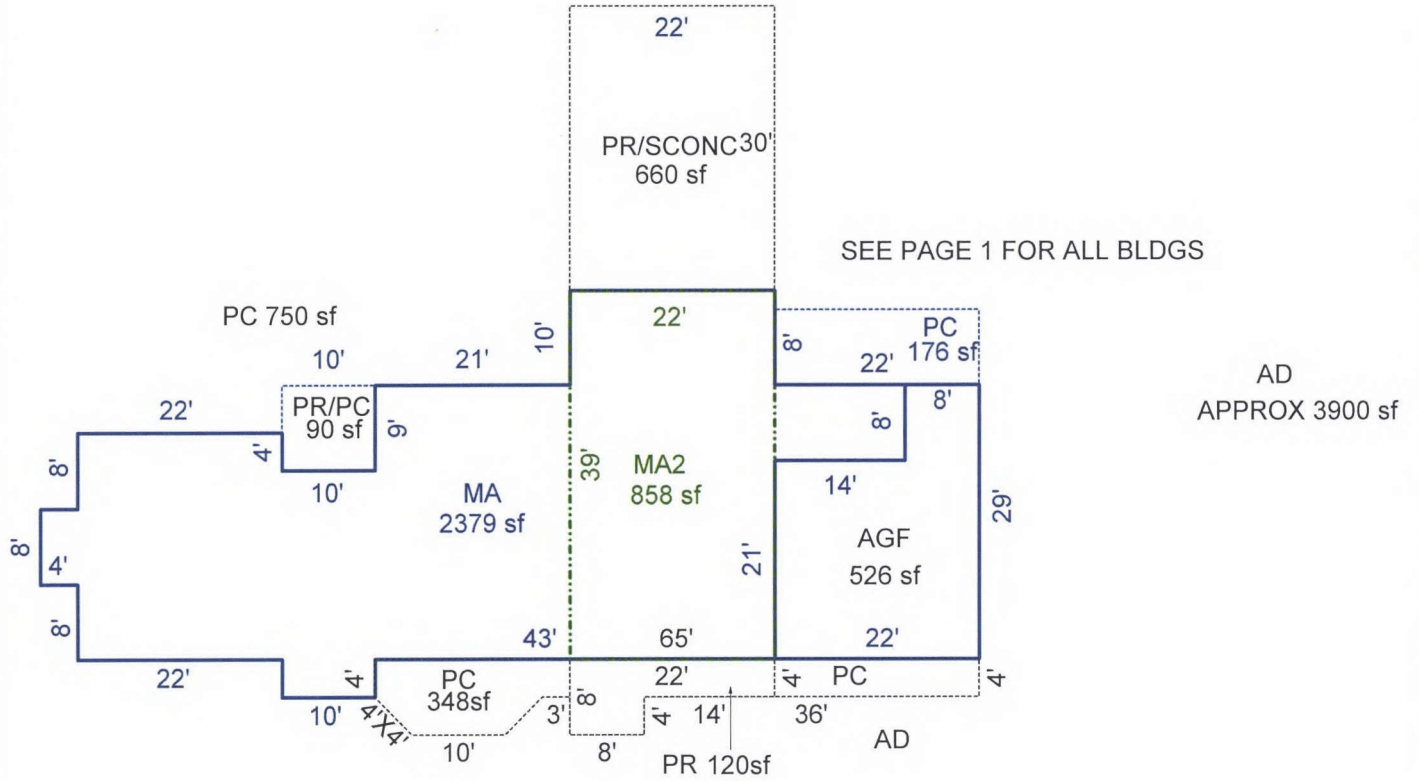 22'
PR/SCONC 30'
660 sf
SEE PAGE 1 FOR ALL BLDGS
PC 750 sf
22'
10'
8'
PC
176 sf
10'
21'
22'
8'
AD
APPROX 3900 sf
22'
PR/PC
90 sf
4'
9'
8'
8'
10'
39'
MA2
858 sf
14'
MA
2379 sf
29'
8'
4'
21'
AGF
526 sf
8'
43'
65'
22'
22'
4'
PC
348sf
8'
22'
4'
PC
4'
10'
4'X4'
3'
4'
14'
36'
10'
8'
AD
PR 120sf